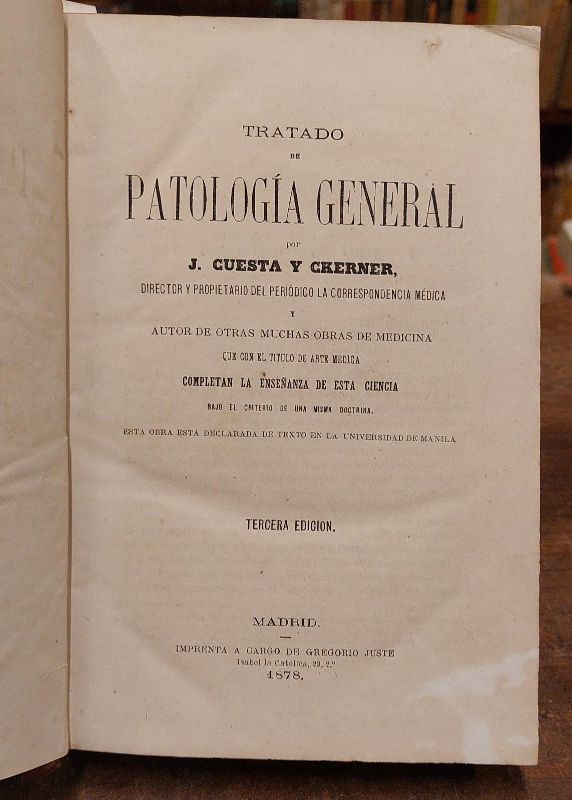 TRATADO
DE
PATOLOGÍA GENERAL
por
J. CUESTA Y CKERNER,
DIRECTOR Y PROPIETARIO DEL PERIÓDICO LA CORRESPONDENCIA MÉDICA
Y
AUTOR DE OTRAS MUCHAS OBRAS DE MEDICINA
QUE CON EL TITULO DE ARTE MEDICA
COMPLETAN LA ENSEÑANZA DE ESTA CIENCIA
BAJO EL CRITERIO DE UNA MISMA DOCTRINA.
ESTA OBRA ESTÁ DECLARADA DE TEXTO EN LA UNIVERSIDAD DE MANILA
TERCERA EDICION.
MADRID.
IMPRENTA A CARGO DE GREGORIO JUSTE
Isabel la Catolica, 23, 2.º
1878.